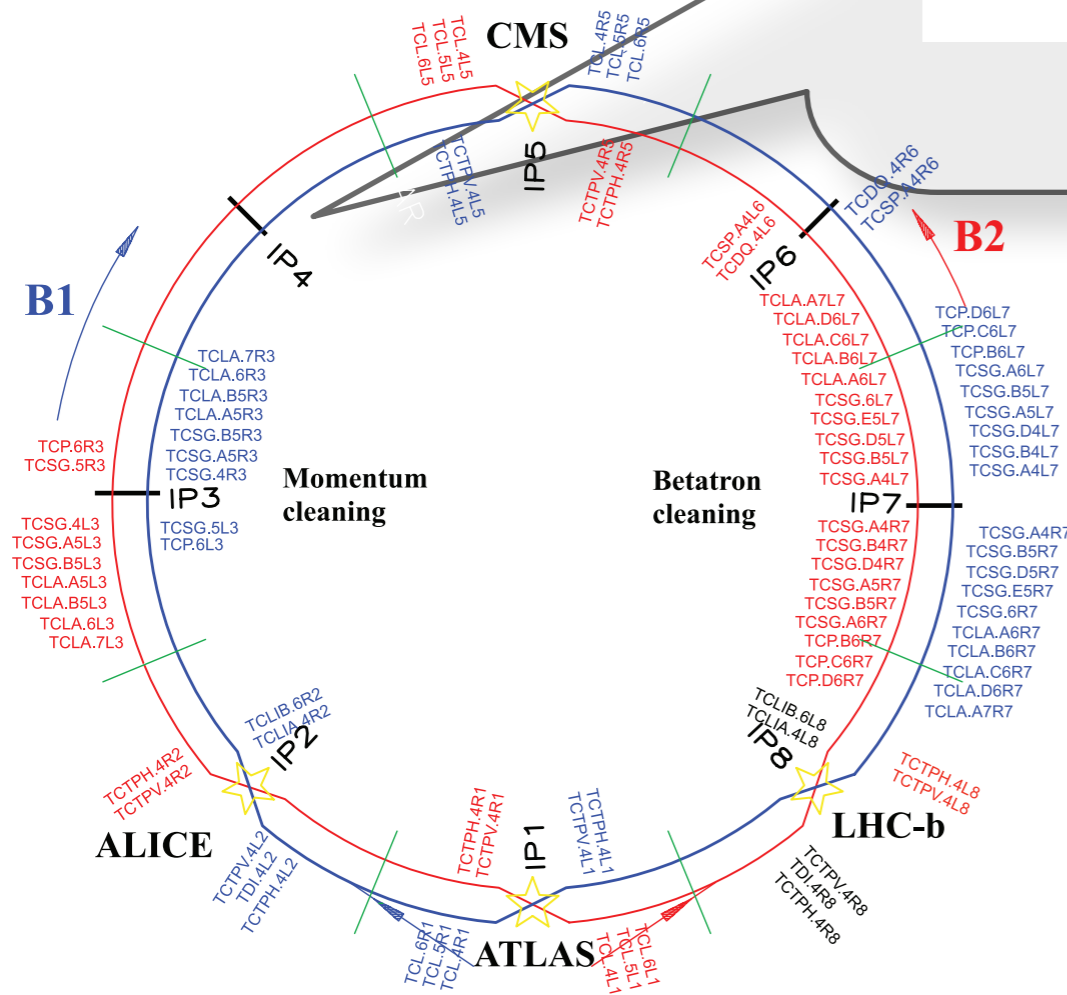 CMS
TCL.6L5
TCL.5L5
TCL.4L5
TCL.4R5
TCL.5R5
TCL.6R5
TCTPH.4L5
TCTPV.4L5
IP5
TCTPV.4R5
TCTPH.4R5
AR
IP4
TCSP.A4L6
TCDQ.4L6
IP6
TCDQ.4R6
TCSP.A4R6
B1
B2
TCLA.7R3
TCLA.6R3
TCLA.B5R3
TCLA.A5R3
TCSG.B5R3
TCSG.A5R3
TCSG.4R3
TCP.6R3
TCSG.5R3
IP3
TCSG.5L3
TCP.6L3
TCSG.4L3
TCSG.A5L3
TCSG.B5L3
TCLA.A5L3
TCLA.B5L3
TCLA.6L3
TCLA.7L3
Momentum
cleaning
Betatron
cleaning
TCLA.A7L7
TCLA.D6L7
TCLA.C6L7
TCLA.B6L7
TCLA.A6L7
TCSG.6L7
TCSG.E5L7
TCSG.D5L7
TCSG.B5L7
TCSG.A4L7
IP7
TCSG.A4R7
TCSG.B4R7
TCSG.D4R7
TCSG.A5R7
TCSG.B5R7
TCSG.A6R7
TCP.B6R7
TCP.C6R7
TCP.D6R7
TCP.D6L7
TCP.C6L7
TCP.B6L7
TCSG.A6L7
TCSG.B5L7
TCSG.A5L7
TCSG.D4L7
TCSG.B4L7
TCSG.A4L7
TCSG.A4R7
TCSG.B5R7
TCSG.D5R7
TCSG.E5R7
TCSG.6R7
TCLA.A6R7
TCLA.B6R7
TCLA.C6R7
TCLA.D6R7
TCLA.A7R7
TCLIB.6R2
TCLIA.4R2
IP2
TCTPH.4R2
TCTPV.4R2
ALICE
TCTPV.4L2
TDI.4L2
TCTPH.4L2
TCLIB.6L8
TCLIA.4L8
IP8
TCTPH.4L8
TCTPV.4L8
LHC-b
TCTPV.4R8
TDI.4R8
TCTPH.4R8
TCTPH.4R1
TCTPV.4R1
IP1
TCTPH.4L1
TCTPV.4L1
ATLAS
TCL.6R1
TCL.5R1
TCL.4R1
TCL.4L1
TCL.5L1
TCL.6L1